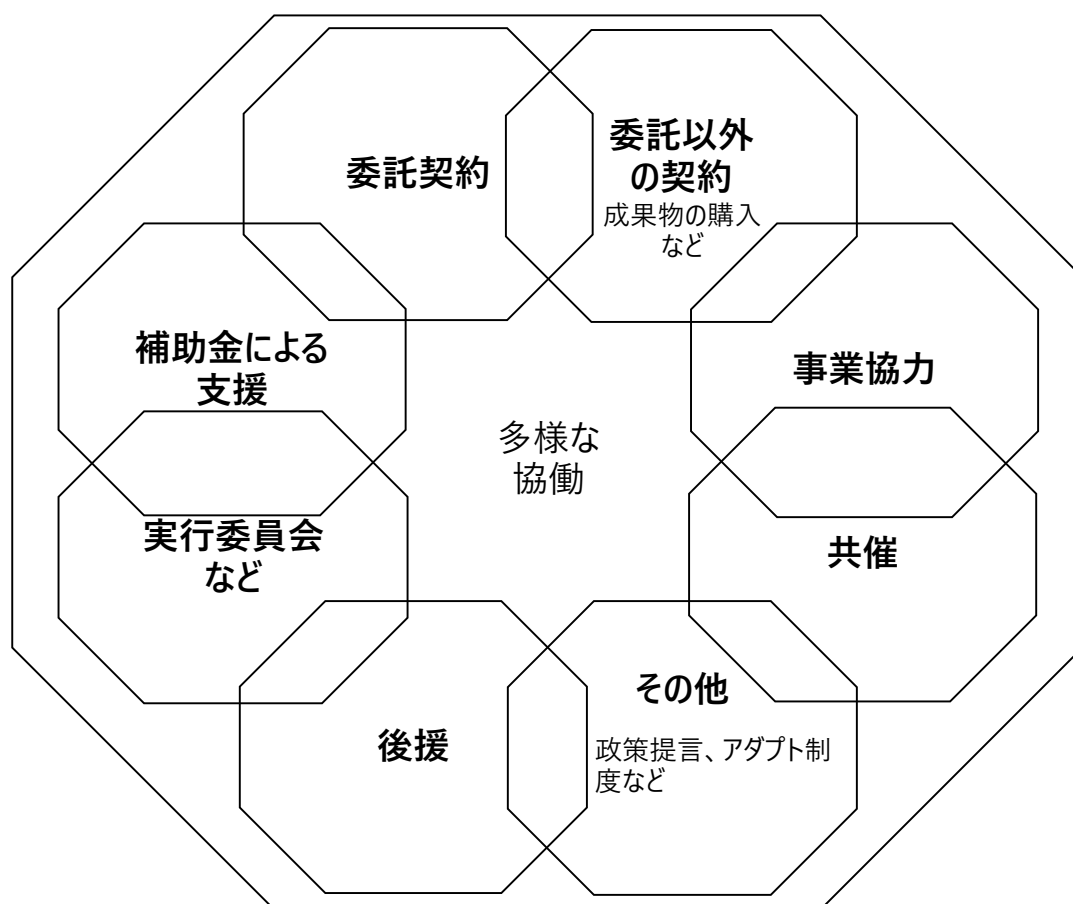 委託契約
委託以外
の契約
成果物の購入
など
補助金による
支援
事業協力
多様な
協働
実行委員会
など
共催
後援
その他
政策提言、アダプト制
度など